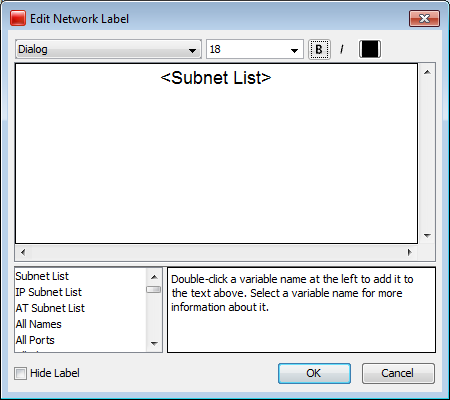 Edit Network Label
Dialog 18 B I
<Subnet List>
Subnet List
IP Subnet List
AT Subnet List
All Names
All Ports
Double-click a variable name at the left to add it to
the text above. Select a variable name for more
information about it.
Hide Label OK Cancel